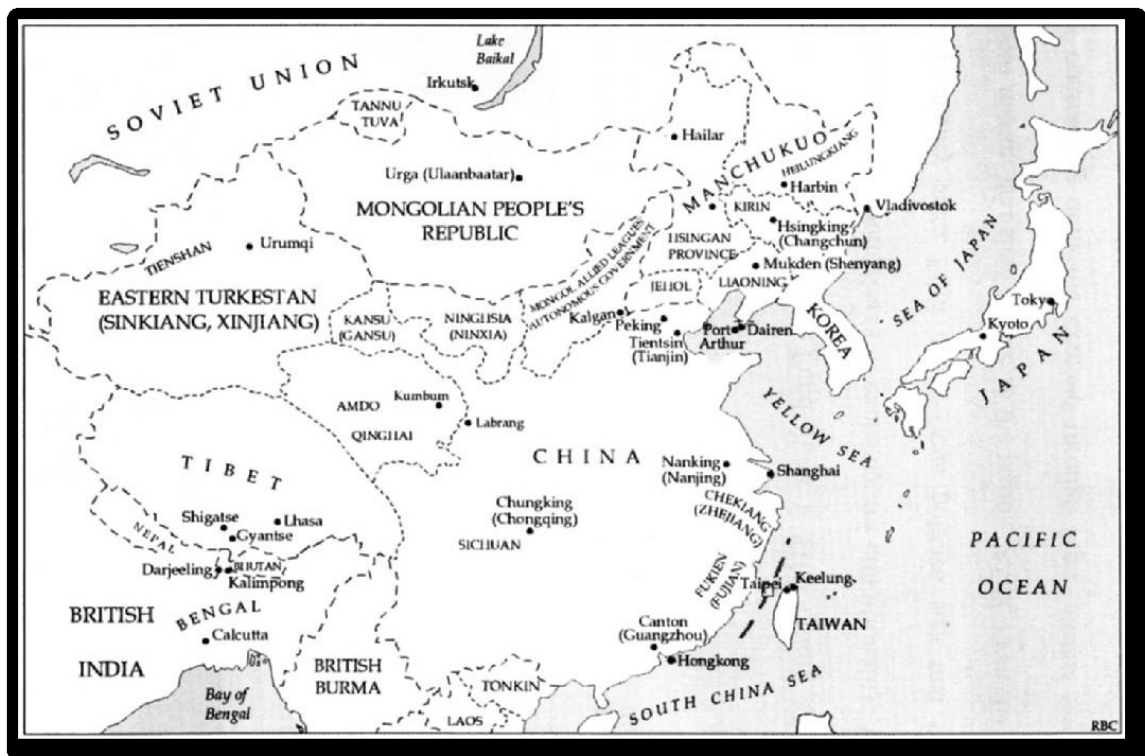 Lake
Baikal
SOVIET UNION
Irkutsk
TANNU
TUVA
Hailar
MANCHUKUO
HEILUNGKIANG
Urga (Ulaanbaatar)
Harbin
MONGOLIAN PEOPLE'S
REPUBLIC
KIRIN
Vladivostok
Hsingking
(Changchun)
TIENSHAN
Urumqi
MONGOL ALLIED LEAGUES
AUTONOMOUS GOVERNMENT
HSINGAN
PROVINCE
Mukden (Shenyang)
SEA OF JAPAN
EASTERN TURKESTAN
(SINKIANG, XINJIANG)
JEHOL
LIAONING
KANSU
(GANSU)
NINGHSIA
(NINXIA)
Kalgan
Peking
Tientsin
(Tianjin)
Port
Arthur
Dairen
KOREA
Tokyo
Kyoto
JAPAN
AMDO
Kumbum
QINGHAI
Labrang
YELLOW SEA
TIBET
CHINA
Nanking
(Nanjing)
Shanghai
Chungking
(Chongqing)
SICHUAN
CHEKIANG
(ZHEJIANG)
Shigatse
Lhasa
Gyantse
NEPAL
PACIFIC
OCEAN
Darjeeling
BHUTAN
Kalimpong
FUKIEN
(FUJIAN)
Taipei
Keelung
BRITISH
INDIA
BENGAL
Calcutta
TAIWAN
Canton
(Guangzhou)
Hongkong
BRITISH
BURMA
TONKIN
Bay of
Bengal
LAOS
SOUTH CHINA SEA
RBC